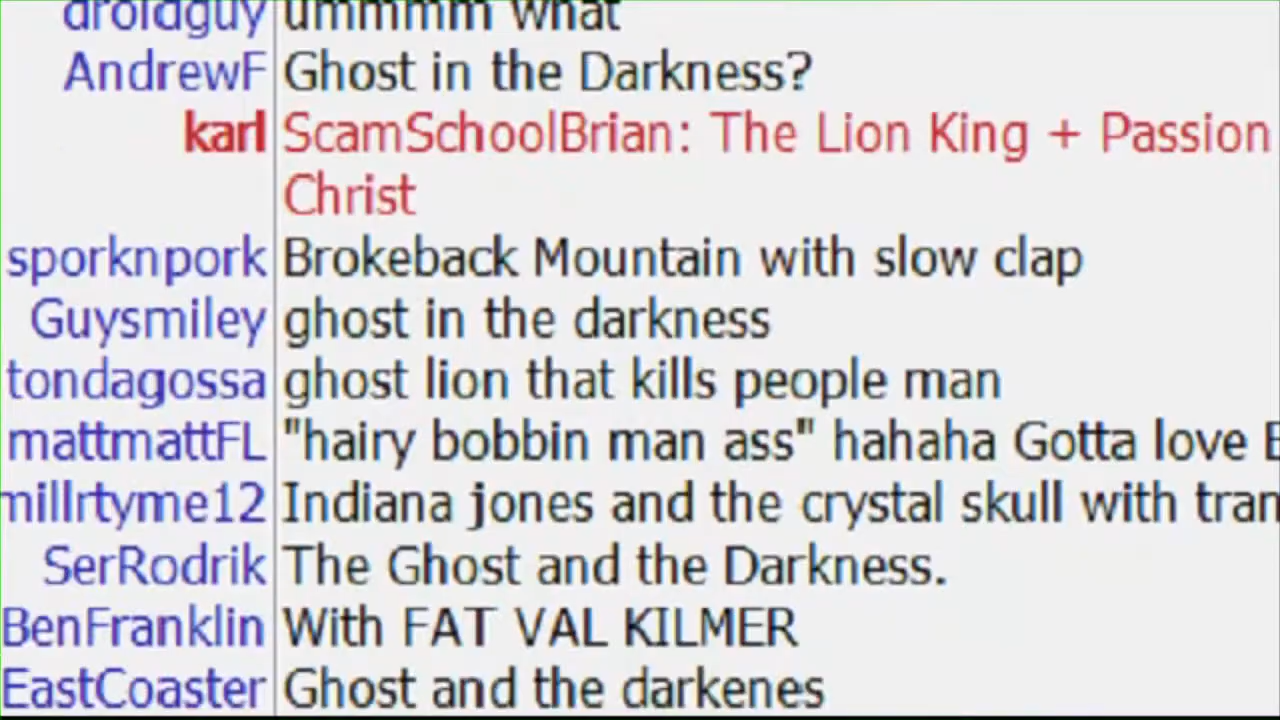 droidguy ummmm what
AndrewF Ghost in the Darkness?
karl ScamSchoolBrian: The Lion King + Passion
Christ
sporknpork Brokeback Mountain with slow clap
Guysmiley ghost in the darkness
tondagossa ghost lion that kills people man
mattmattFL "hairy bobbin man ass" hahaha Gotta love
millrtyme12 Indiana jones and the crystal skull with
SerRodrik The Ghost and the Darkness.
BenFranklin With FAT VAL KILMER
EastCoaster Ghost and the darkenes